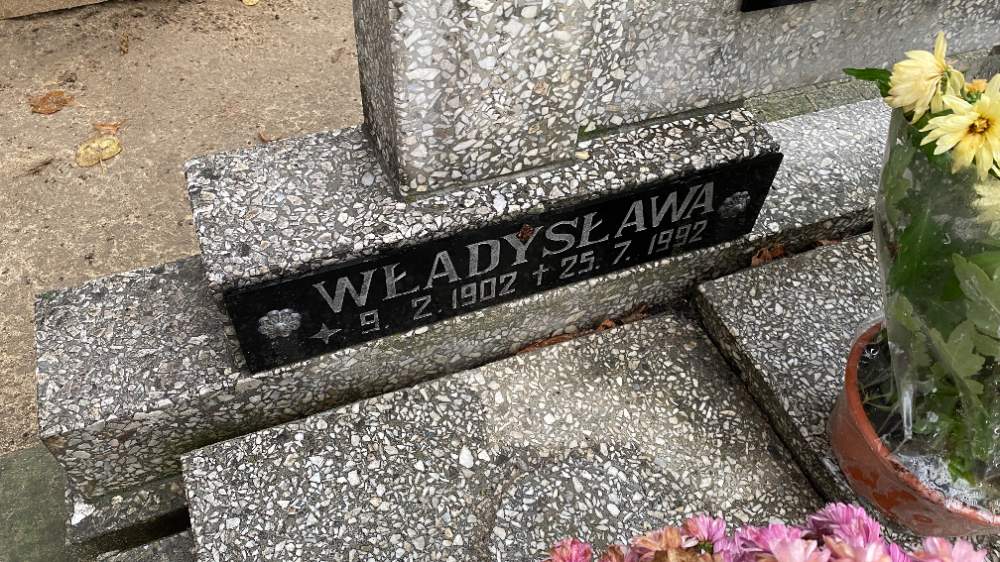 WŁADYSŁAWA
✦ 9. 2. 1902 ✝ 25. 7. 1992